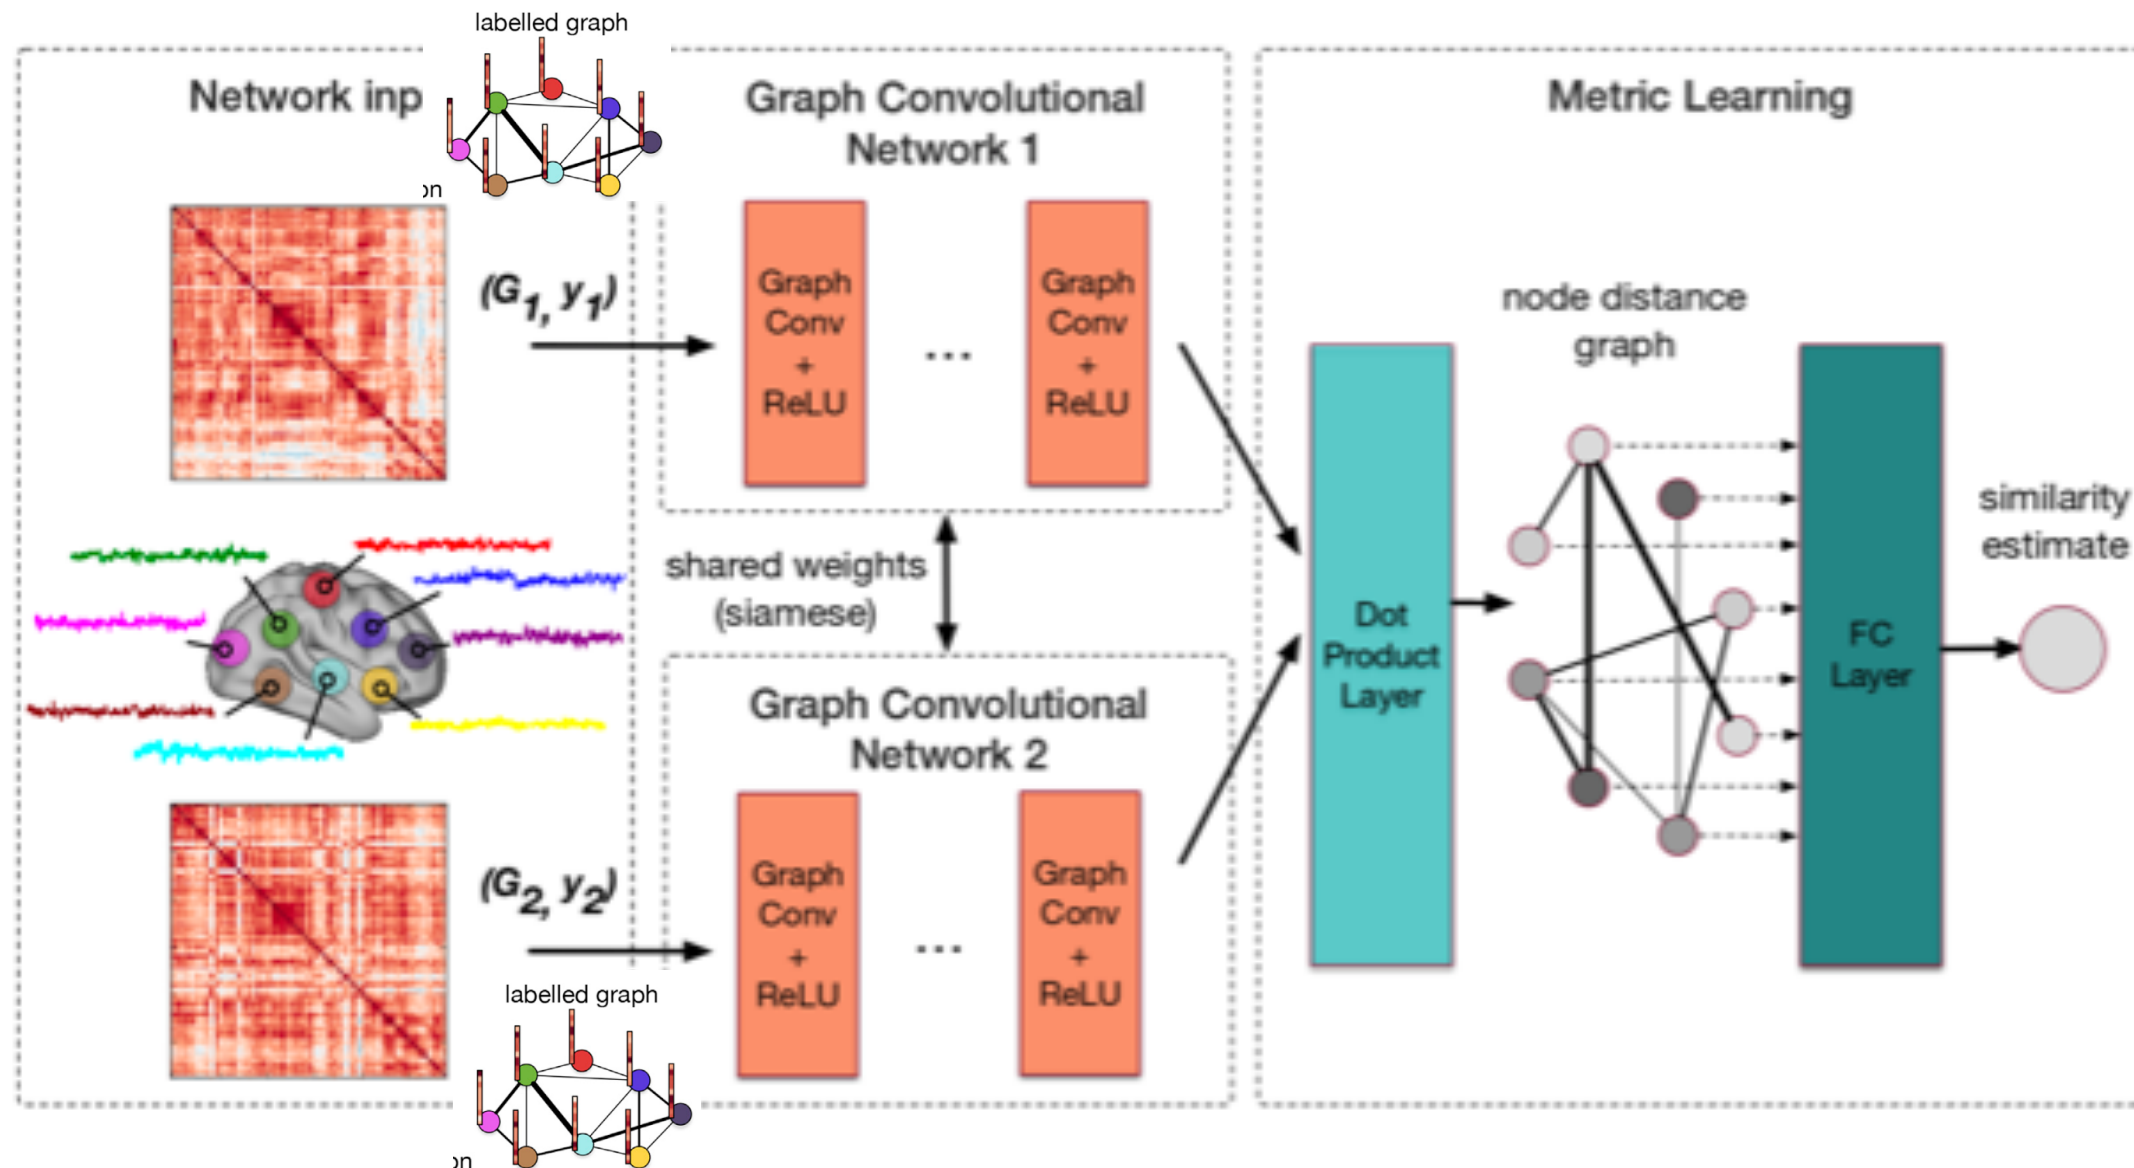 labelled graph
Network inp
on
(G1, y1)
Graph Convolutional
Network 1
Graph
Conv
+
ReLU
...
Graph
Conv
+
ReLU
shared weights
(siamese)
Graph Convolutional
Network 2
(G2, y2)
Graph
Conv
+
ReLU
...
Graph
Conv
+
ReLU
labelled graph
on
Metric Learning
Dot
Product
Layer
node distance
graph
FC
Layer
similarity
estimate